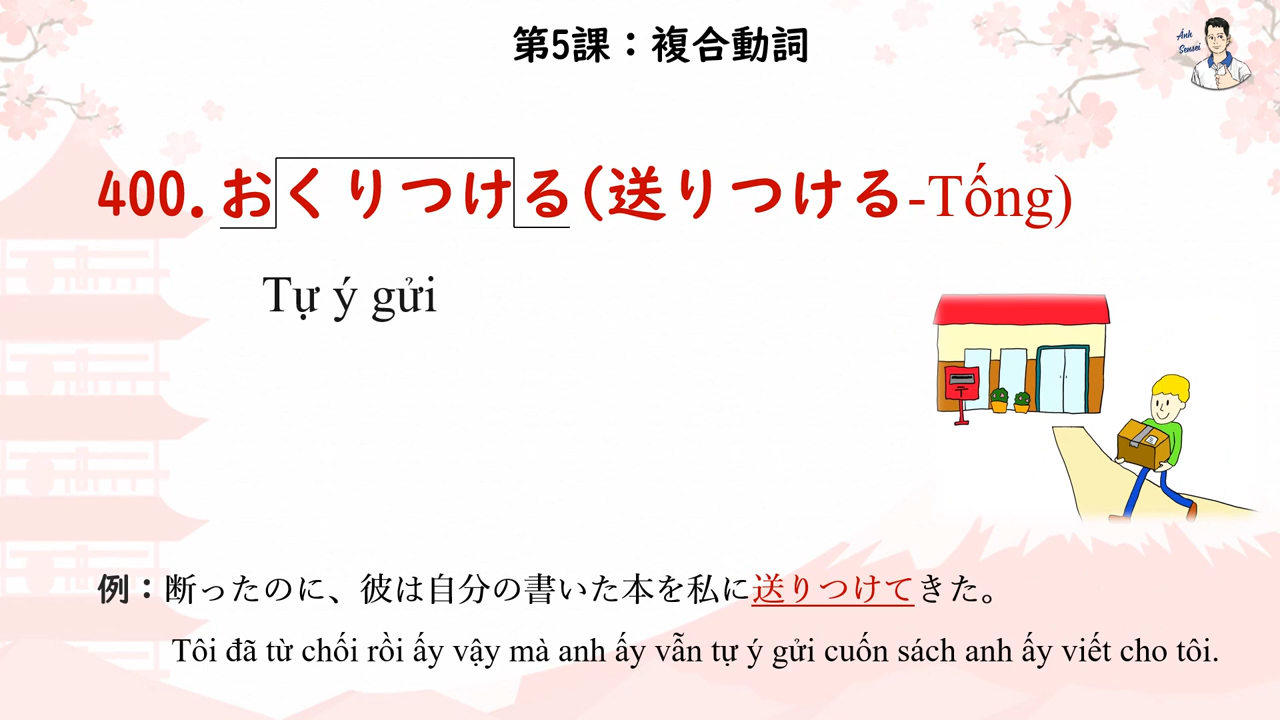 第5課：複合動詞
Ánh Sensei
400. おくりつける(送りつける-Tống)
Tự ý gửi
例：断ったのに、彼は自分の書いた本を私に送りつけてきた。
Tôi đã từ chối rồi ấy vậy mà anh ấy vẫn tự ý gửi cuốn sách anh ấy viết cho tôi.